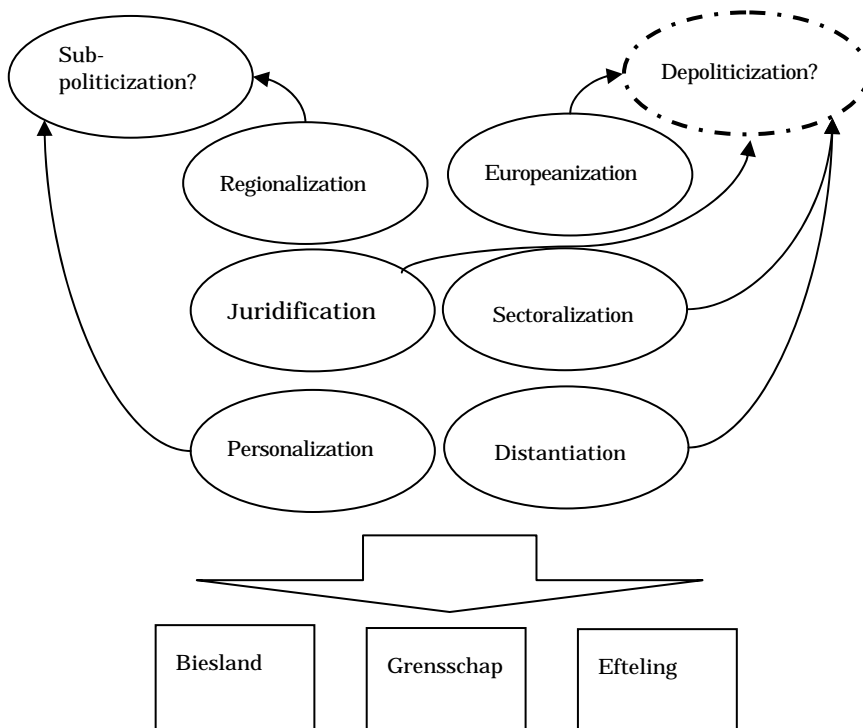 Sub-
politicization?
Depoliticization?
Regionalization
Europeanization
Juridification
Sectoralization
Personalization
Distantiation
Biesland
Grensschap
Efteling